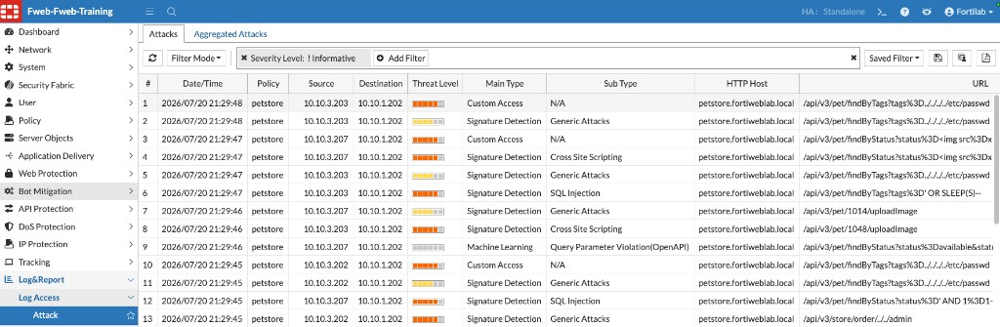 Fweb-Fweb-Training
HA: Standalone
Fortilab
Dashboard
Network
System
Security Fabric
User
Policy
Server Objects
Application Delivery
Web Protection
Bot Mitigation
API Protection
DoS Protection
IP Protection
Tracking
Log&Report
Log Access
Attack
Attacks Aggregated Attacks
Filter Mode Severity Level: ! Informative Add Filter Saved Filter
# Date/Time Policy Source Destination Threat Level Main Type Sub Type HTTP Host URL
1 2026/07/20 21:29:48 petstore 10.10.3.203 10.10.1.202 Custom Access N/A petstore.fortiweblab.local /api/v3/pet/findByTags?tags%3D../../../../etc/passwd
2 2026/07/20 21:29:48 petstore 10.10.3.203 10.10.1.202 Signature Detection Generic Attacks petstore.fortiweblab.local /api/v3/pet/findByTags?tags%3D../../../../etc/passwd
3 2026/07/20 21:29:47 petstore 10.10.3.207 10.10.1.202 Custom Access N/A petstore.fortiweblab.local /api/v3/pet/findByStatus?status%3D<img src%3Dx
4 2026/07/20 21:29:47 petstore 10.10.3.207 10.10.1.202 Signature Detection Cross Site Scripting petstore.fortiweblab.local /api/v3/pet/findByStatus?status%3D<img src%3Dx
5 2026/07/20 21:29:47 petstore 10.10.3.203 10.10.1.202 Signature Detection Generic Attacks petstore.fortiweblab.local /api/v3/pet/findByTags?tags%3D../../../../etc/passwd
6 2026/07/20 21:29:47 petstore 10.10.3.203 10.10.1.202 Signature Detection SQL Injection petstore.fortiweblab.local /api/v3/pet/findByTags?tags%3D' OR SLEEP(5)--
7 2026/07/20 21:29:46 petstore 10.10.3.207 10.10.1.202 Signature Detection Generic Attacks petstore.fortiweblab.local /api/v3/pet/1014/uploadImage
8 2026/07/20 21:29:46 petstore 10.10.3.203 10.10.1.202 Signature Detection Cross Site Scripting petstore.fortiweblab.local /api/v3/pet/1048/uploadImage
9 2026/07/20 21:29:46 petstore 10.10.3.207 10.10.1.202 Machine Learning Query Parameter Violation(OpenAPI) petstore.fortiweblab.local /api/v3/pet/findByStatus?status%3Davailable&stat
10 2026/07/20 21:29:45 petstore 10.10.3.202 10.10.1.202 Custom Access N/A petstore.fortiweblab.local /api/v3/pet/findByTags?tags%3D../../../../etc/passwd
11 2026/07/20 21:29:45 petstore 10.10.3.202 10.10.1.202 Signature Detection Generic Attacks petstore.fortiweblab.local /api/v3/pet/findByTags?tags%3D../../../../etc/passwd
12 2026/07/20 21:29:45 petstore 10.10.3.207 10.10.1.202 Signature Detection SQL Injection petstore.fortiweblab.local /api/v3/pet/findByStatus?status%3D' AND 1%3D1-
13 2026/07/20 21:29:45 petstore 10.10.3.202 10.10.1.202 Signature Detection Generic Attacks petstore.fortiweblab.local /api/v3/store/order/../../admin